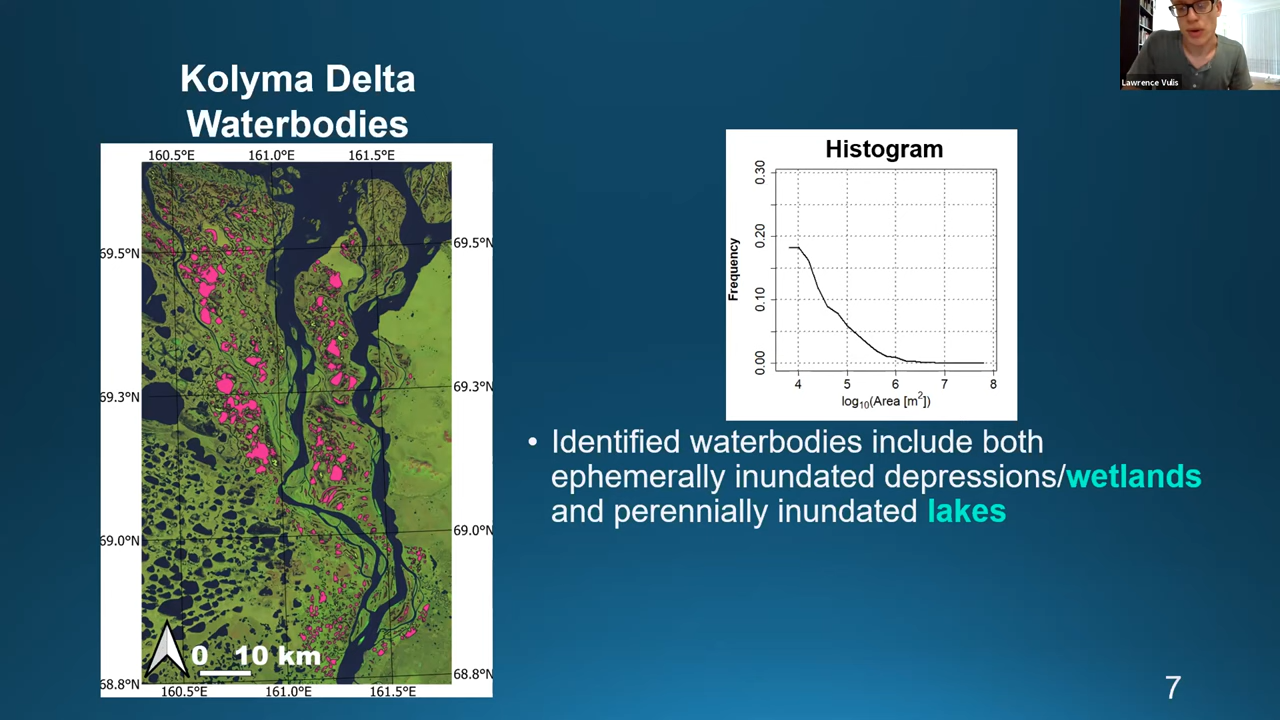 Lawrence Vulis
Kolyma Delta
Waterbodies
160.5°E 161.0°E 161.5°E
69.5°N 69.5°N
69.3°N 69.3°N
69.0°N 69.0°N
68.8°N 68.8°N
0 10 km
160.5°E 161.0°E 161.5°E
Histogram
Frequency
0.30
0.20
0.10
0.00
4 5 6 7 8
log₁₀(Area [m²])
• Identified waterbodies include both
ephemerally inundated depressions/wetlands
and perennially inundated lakes
7